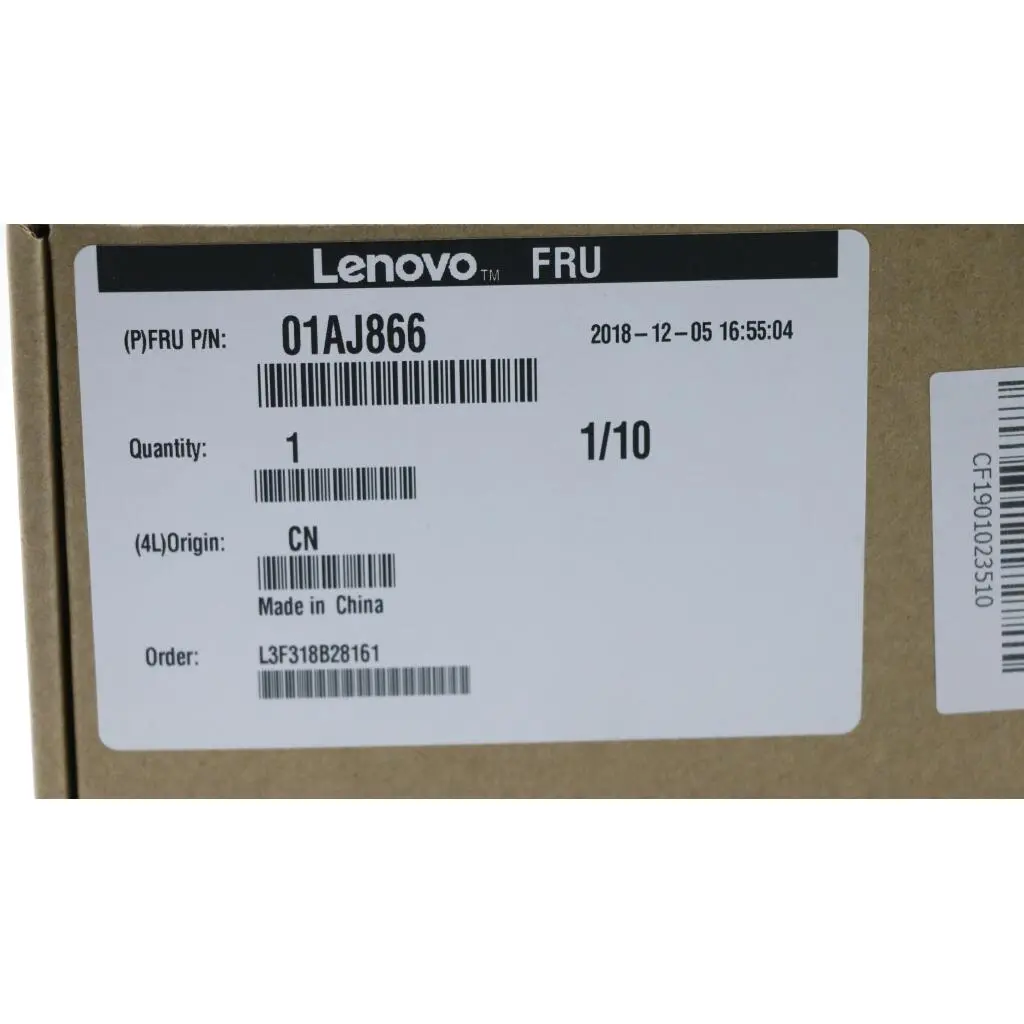 Lenovo™ FRU
(P)FRU P/N: 01AJ866 2018-12-05 16:55:04
Quantity: 1 1/10
(4L)Origin: CN
Made in China
Order: L3F318B28161
CF1901023510